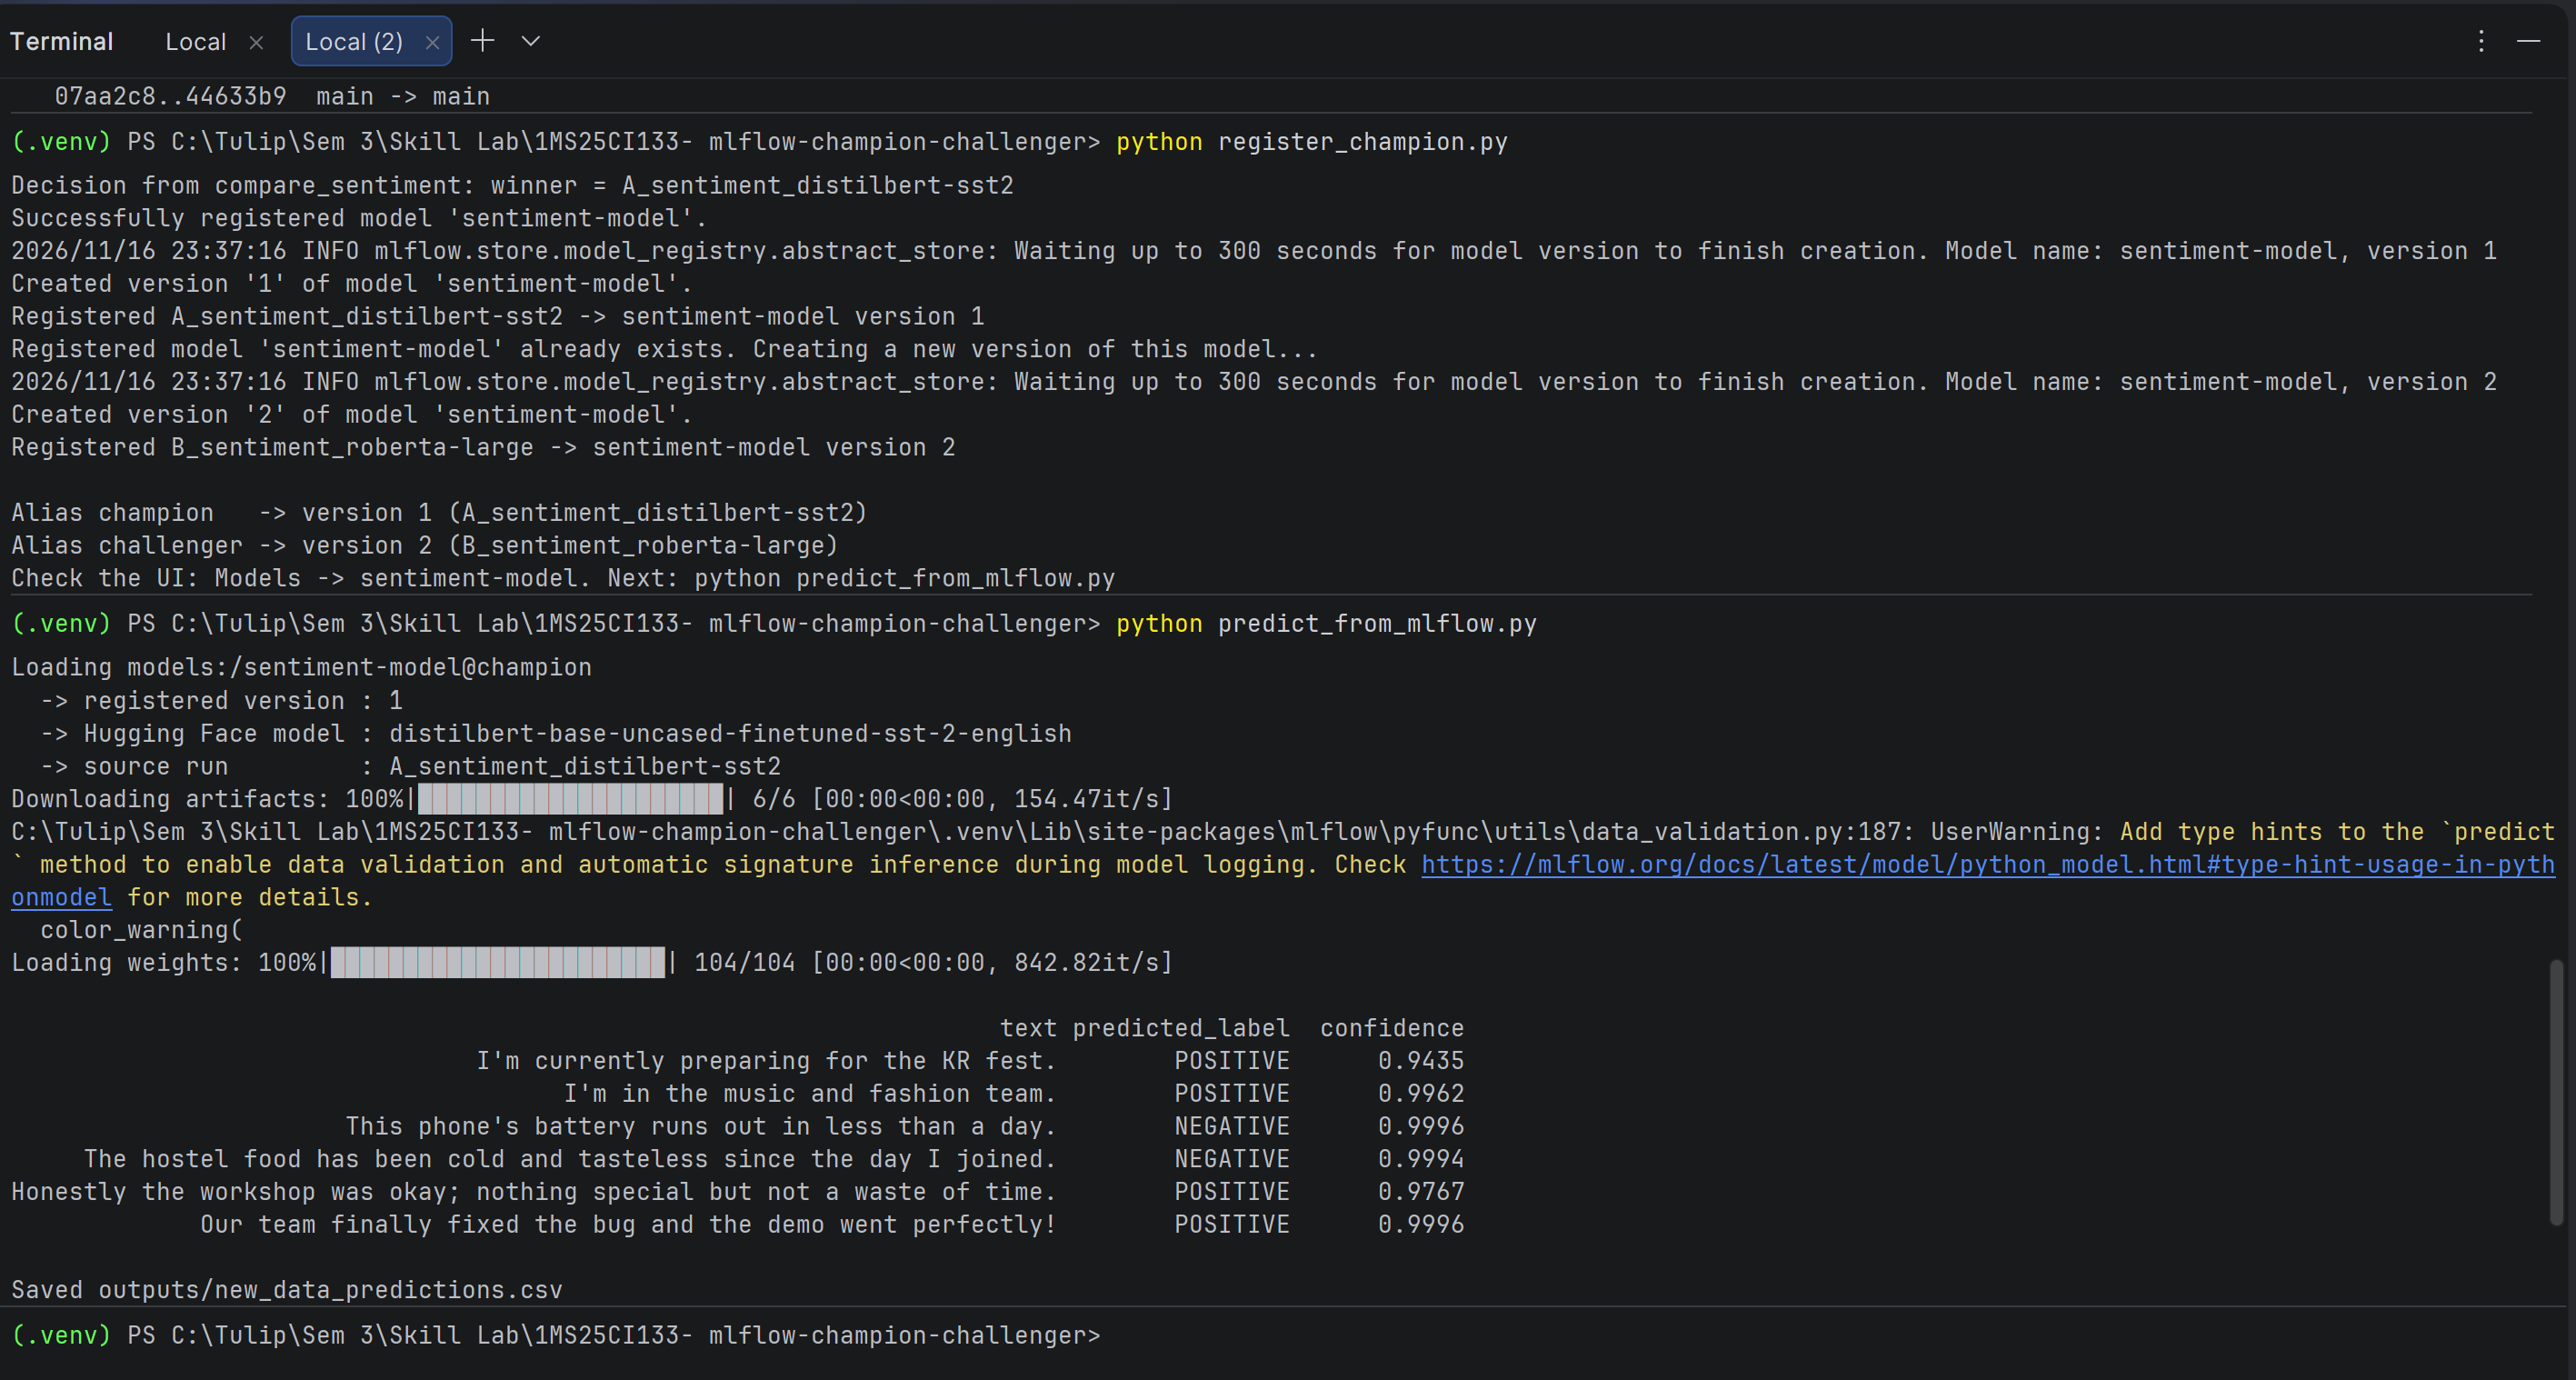 Terminal Local Local (2)
07aa2c8..44633b9  main -> main
(.venv) PS C:\Tulip\Sem 3\Skill Lab\1MS25CI133- mlflow-champion-challenger> python register_champion.py
Decision from compare_sentiment: winner = A_sentiment_distilbert-sst2
Successfully registered model 'sentiment-model'.
2026/11/16 23:37:16 INFO mlflow.store.model_registry.abstract_store: Waiting up to 300 seconds for model version to finish creation. Model name: sentiment-model, version 1
Created version '1' of model 'sentiment-model'.
Registered A_sentiment_distilbert-sst2 -> sentiment-model version 1
Registered model 'sentiment-model' already exists. Creating a new version of this model...
2026/11/16 23:37:16 INFO mlflow.store.model_registry.abstract_store: Waiting up to 300 seconds for model version to finish creation. Model name: sentiment-model, version 2
Created version '2' of model 'sentiment-model'.
Registered B_sentiment_roberta-large -> sentiment-model version 2
Alias champion   -> version 1 (A_sentiment_distilbert-sst2)
Alias challenger -> version 2 (B_sentiment_roberta-large)
Check the UI: Models -> sentiment-model. Next: python predict_from_mlflow.py
(.venv) PS C:\Tulip\Sem 3\Skill Lab\1MS25CI133- mlflow-champion-challenger> python predict_from_mlflow.py
Loading models:/sentiment-model@champion
  -> registered version : 1
  -> Hugging Face model : distilbert-base-uncased-finetuned-sst-2-english
  -> source run         : A_sentiment_distilbert-sst2
Downloading artifacts: 100%|████████████████████| 6/6 [00:00<00:00, 154.47it/s]
C:\Tulip\Sem 3\Skill Lab\1MS25CI133- mlflow-champion-challenger\.venv\Lib\site-packages\mlflow\pyfunc\utils\data_validation.py:187: UserWarning: Add type hints to the `predict
` method to enable data validation and automatic signature inference during model logging. Check https://mlflow.org/docs/latest/model/python_model.html#type-hint-usage-in-pyth
onmodel for more details.
  color_warning(
Loading weights: 100%|███████████████████████| 104/104 [00:00<00:00, 842.82it/s]
text predicted_label  confidence
I'm currently preparing for the KR fest.        POSITIVE      0.9435
I'm in the music and fashion team.        POSITIVE      0.9962
This phone's battery runs out in less than a day.        NEGATIVE      0.9996
The hostel food has been cold and tasteless since the day I joined.        NEGATIVE      0.9994
Honestly the workshop was okay; nothing special but not a waste of time.        POSITIVE      0.9767
Our team finally fixed the bug and the demo went perfectly!        POSITIVE      0.9996
Saved outputs/new_data_predictions.csv
(.venv) PS C:\Tulip\Sem 3\Skill Lab\1MS25CI133- mlflow-champion-challenger>